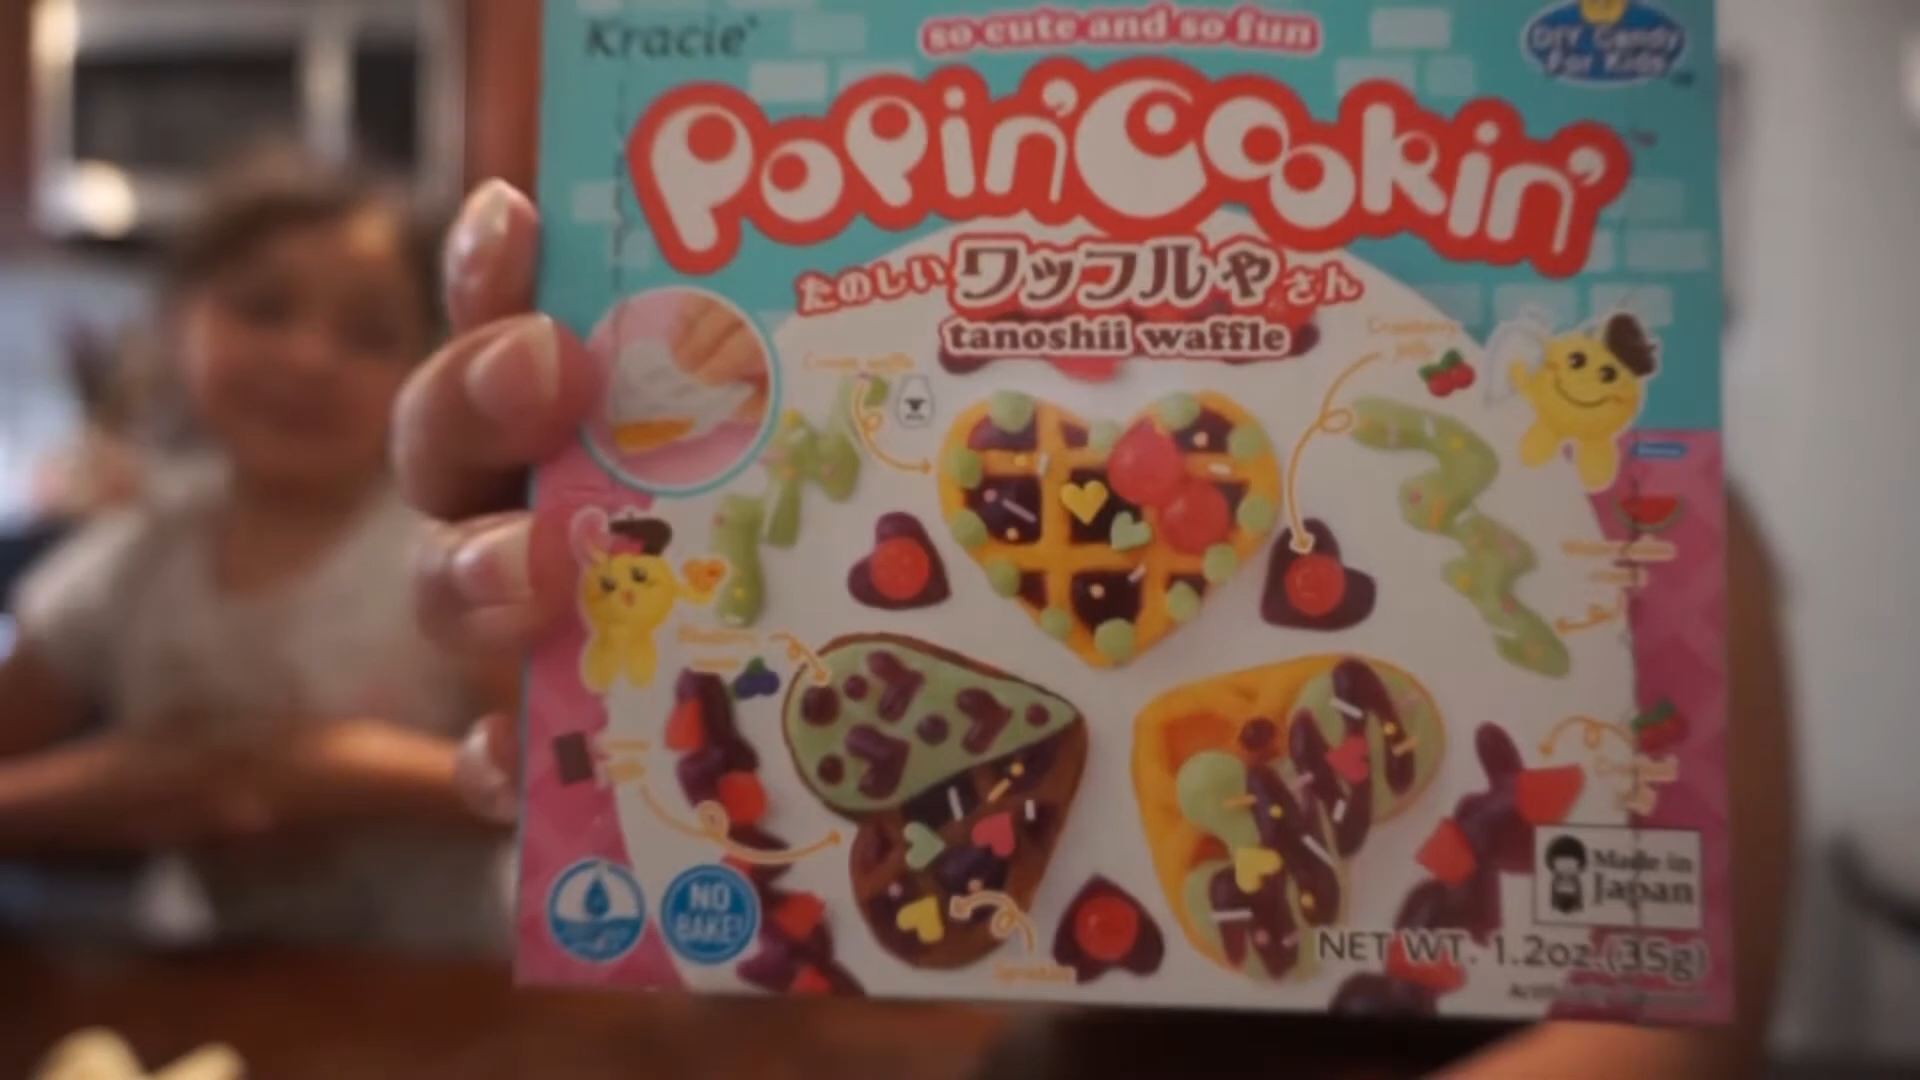 Kracie
so cute and so fun
DIY Candy
For Kids
Popin'Cookin'
たのしいワッフルやさん
tanoshii waffle
Cranberry
NO
BAKE!
Made in
Japan
NET WT. 1.2oz.(35g)